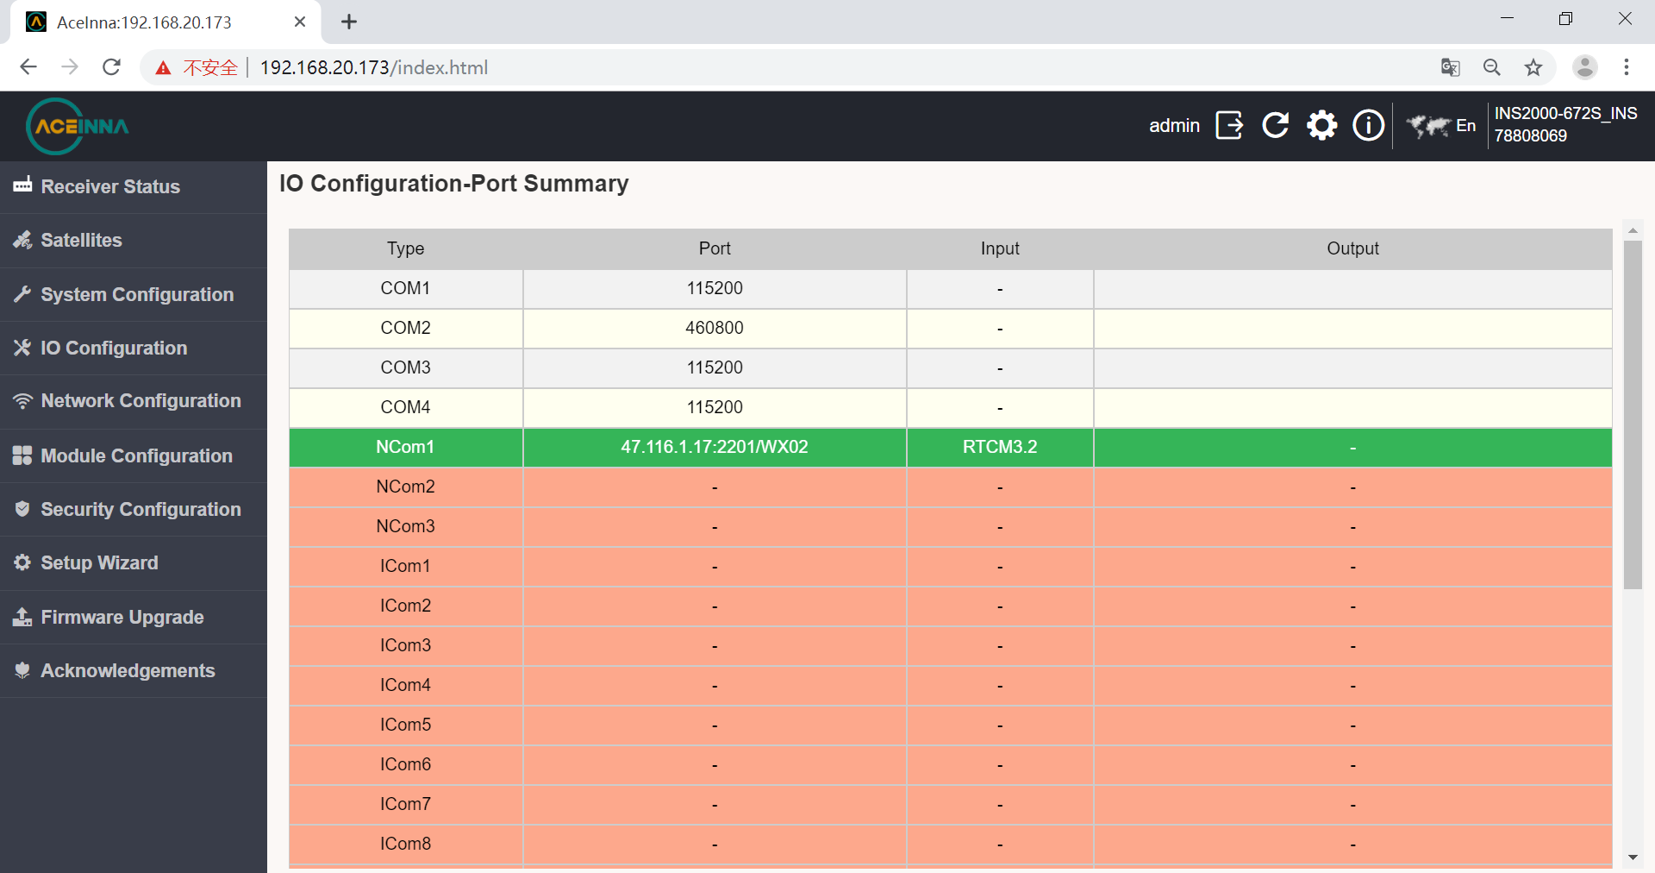 AceInna:192.168.20.173
不安全 192.168.20.173/index.html
ACEINNA
admin
En
INS2000-672S_INS
78808069
Receiver Status
Satellites
System Configuration
IO Configuration
Network Configuration
Module Configuration
Security Configuration
Setup Wizard
Firmware Upgrade
Acknowledgements
IO Configuration-Port Summary
Type Port Input Output
COM1 115200 -
COM2 460800 -
COM3 115200 -
COM4 115200 -
NCom1 47.116.1.17:2201/WX02 RTCM3.2 -
NCom2 - - -
NCom3 - - -
ICom1 - - -
ICom2 - - -
ICom3 - - -
ICom4 - - -
ICom5 - - -
ICom6 - - -
ICom7 - - -
ICom8 - - -